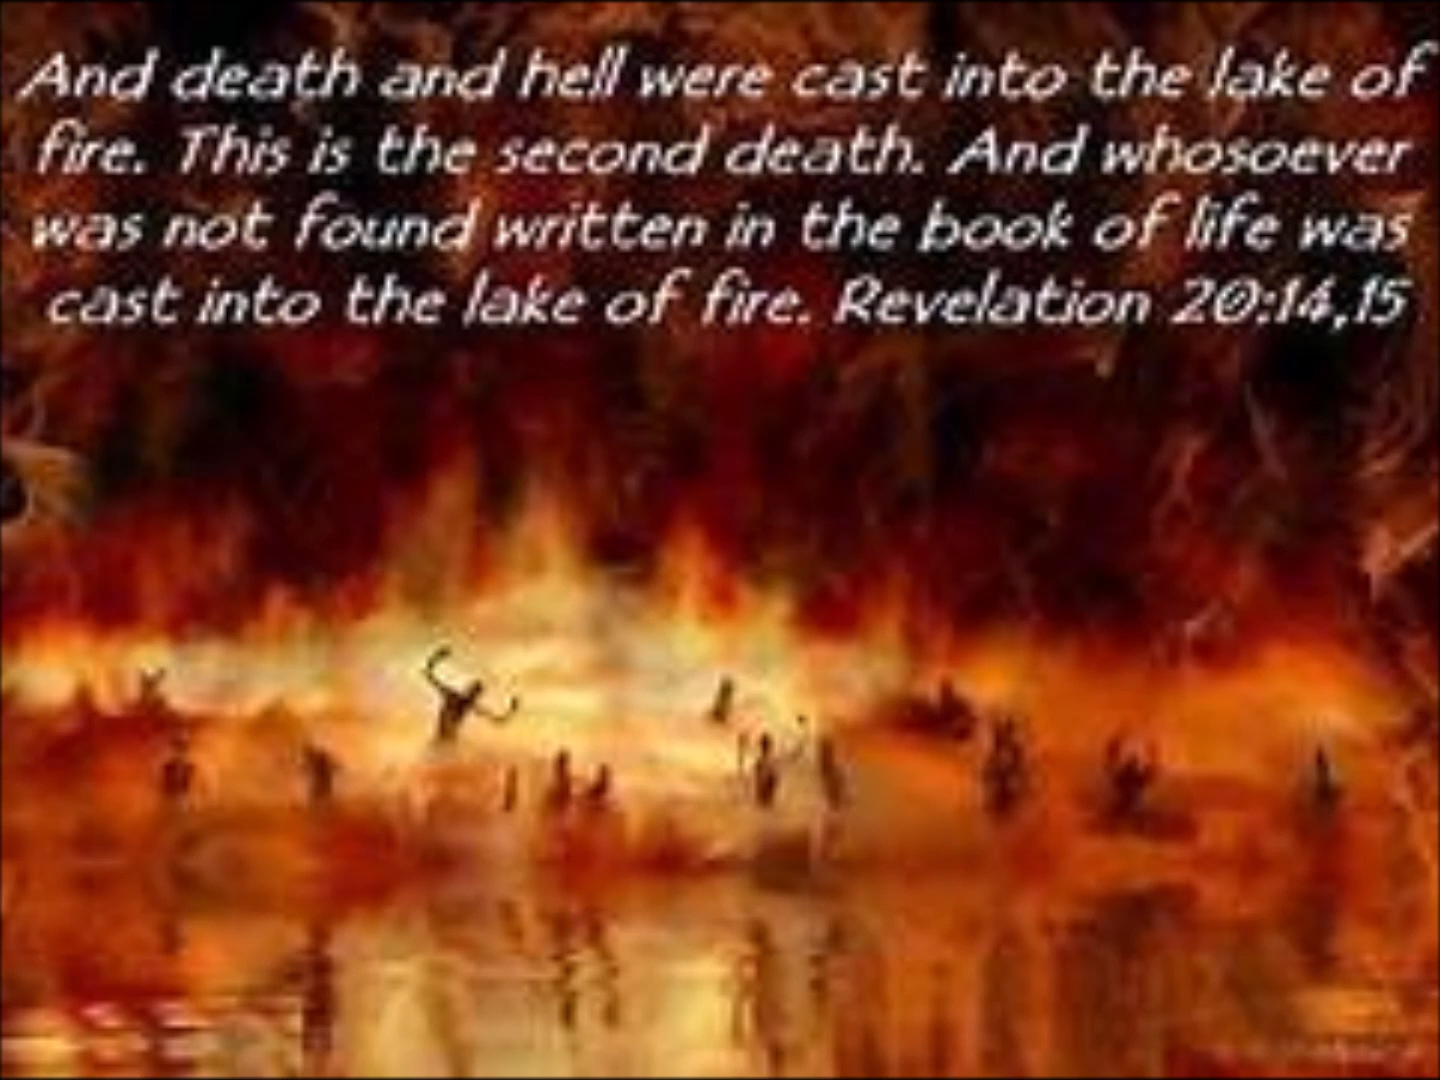 And death and hell were cast into the lake of
fire. This is the second death. And whosoever
was not found written in the book of life was
cast into the lake of fire. Revelation 20:14,15